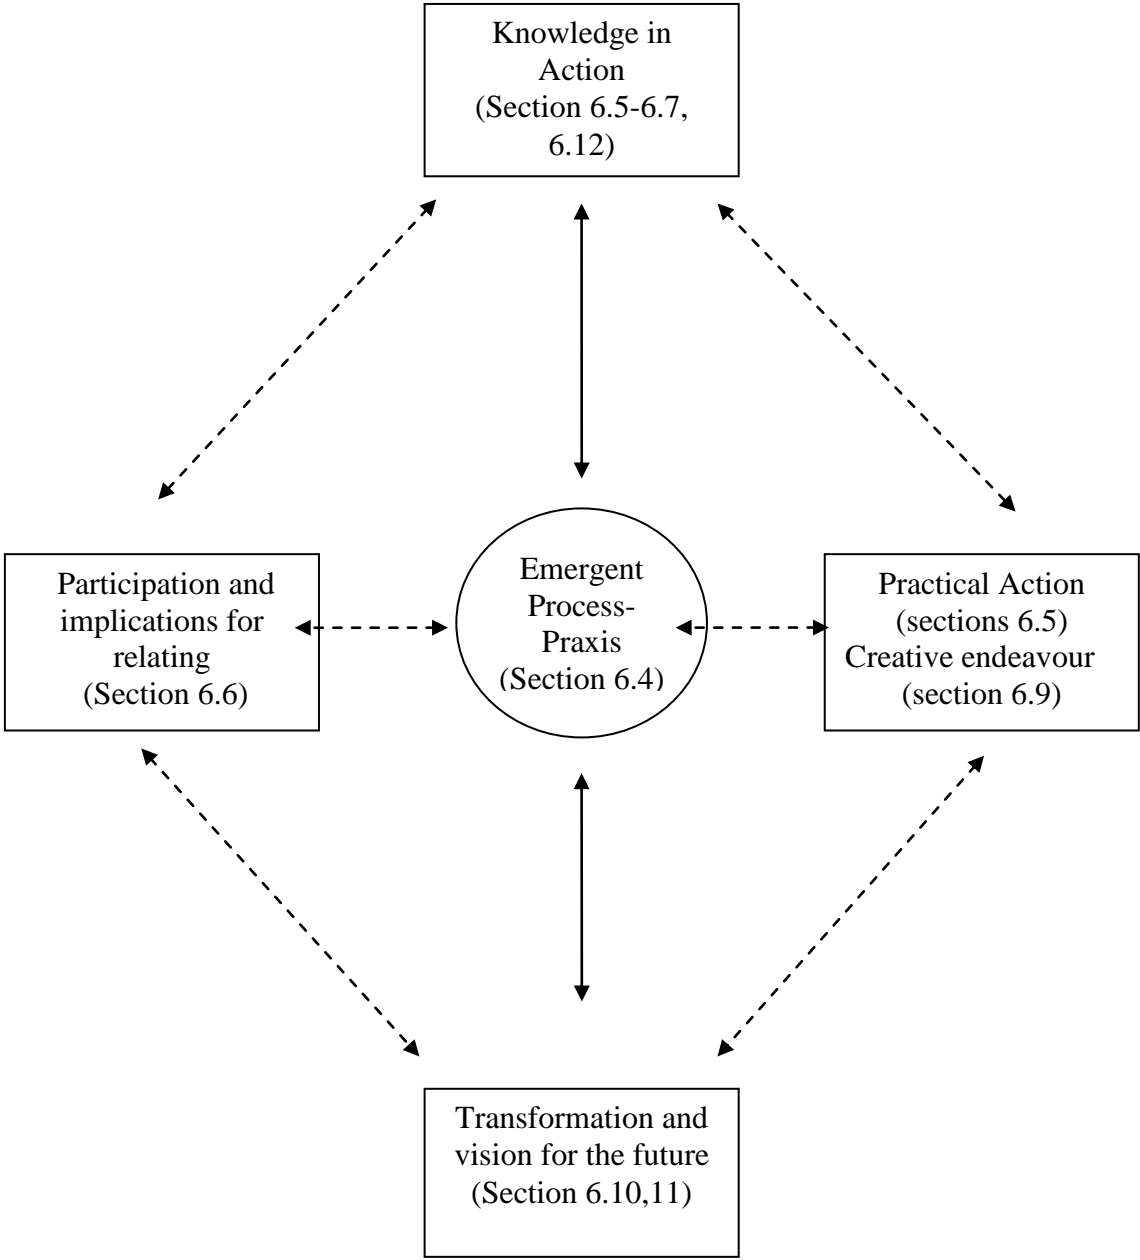 Knowledge in
Action
(Section 6.5-6.7,
6.12)
Participation and
implications for
relating
(Section 6.6)
Emergent
Process-
Praxis
(Section 6.4)
Practical Action
(sections 6.5)
Creative endeavour
(section 6.9)
Transformation and
vision for the future
(Section 6.10,11)